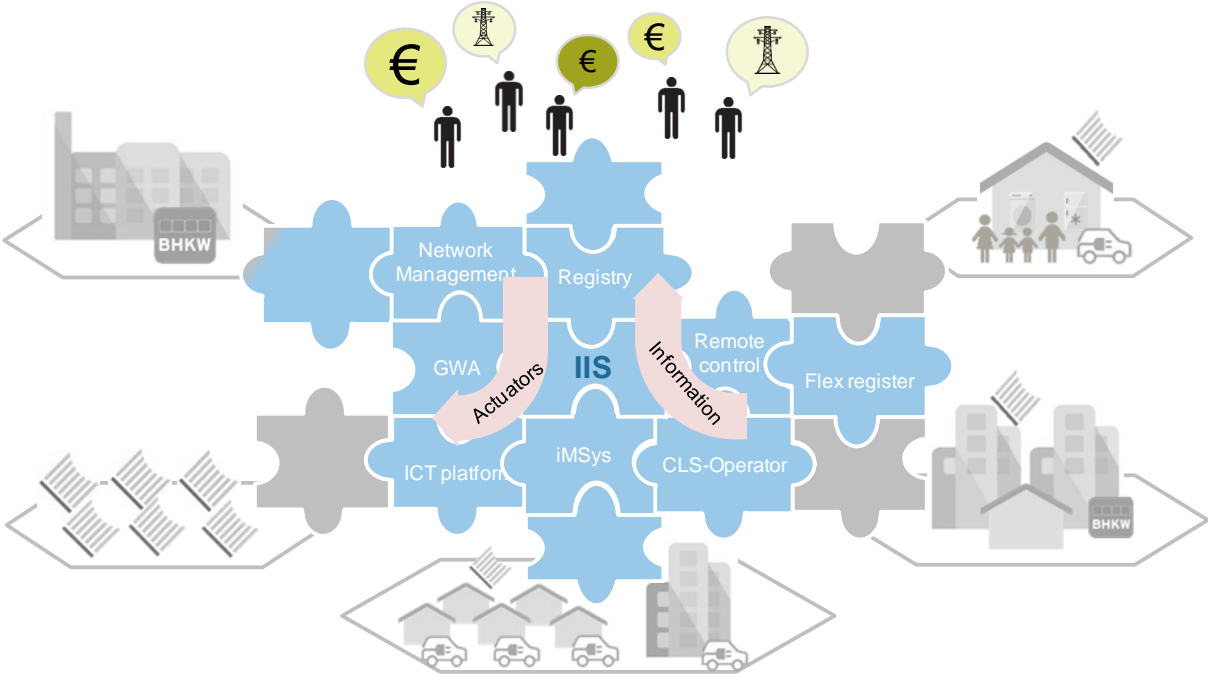 €
€
€
BHKW
Network
Management
Registry
GWA
IIS
Remote
control
Flex register
Actuators
Information
ICT platform
iMSys
CLS-Operator
BHKW